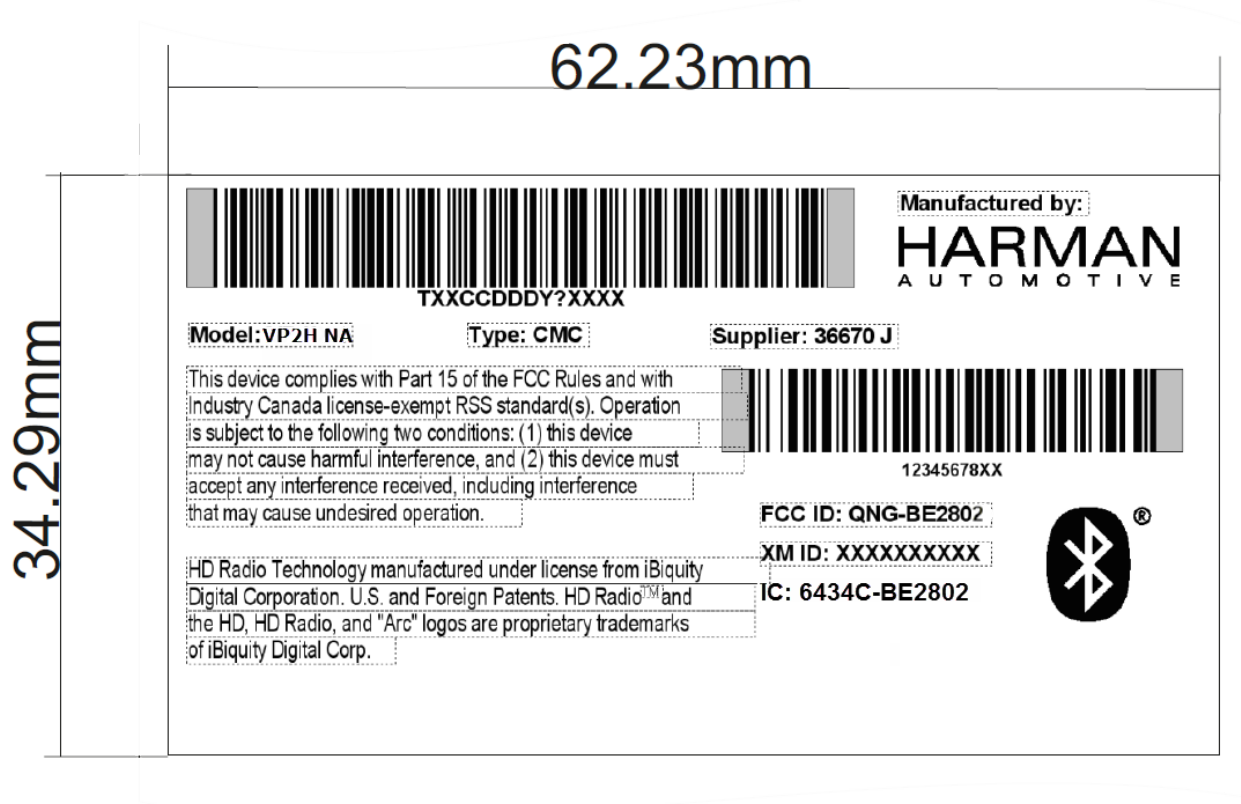 62.23mm
34.29mm
TXXCCDDDY?XXXX
Manufactured by:
HARMAN
AUTOMOTIVE
Model:VP2H NA
Type: CMC
Supplier: 36670 J
This device complies with Part 15 of the FCC Rules and with
Industry Canada license-exempt RSS standard(s). Operation
is subject to the following two conditions: (1) this device
may not cause harmful interference, and (2) this device must
accept any interference received, including interference
that may cause undesired operation.
12345678XX
FCC ID: QNG-BE2802
XM ID: XXXXXXXXXX
IC: 6434C-BE2802
®
HD Radio Technology manufactured under license from iBiquity
Digital Corporation. U.S. and Foreign Patents. HD Radio™and
the HD, HD Radio, and "Arc" logos are proprietary trademarks
of iBiquity Digital Corp.